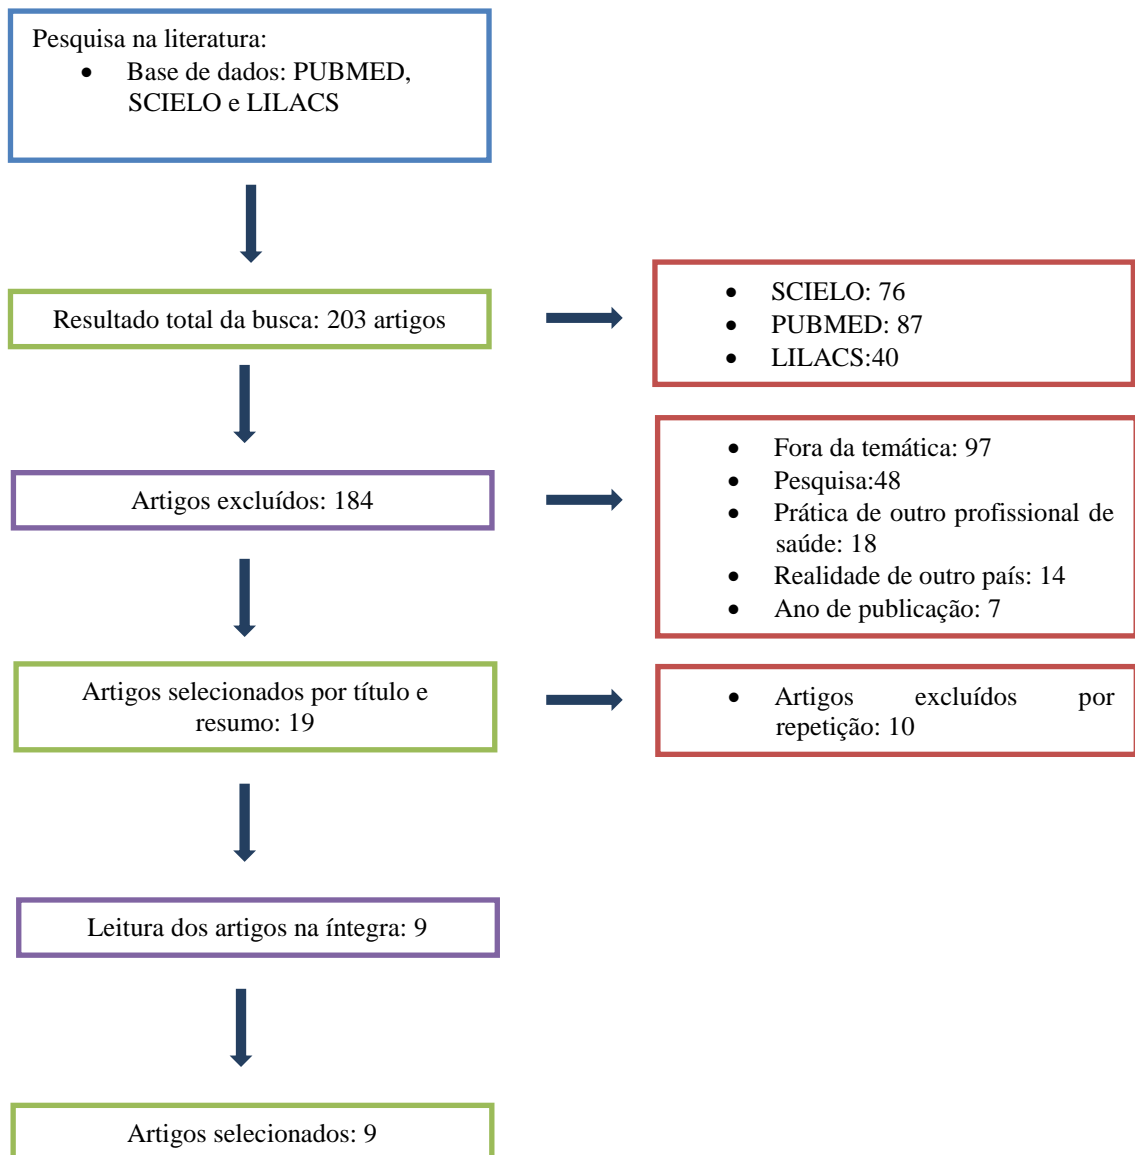 Pesquisa na literatura:
• Base de dados: PUBMED,
SCIELO e LILACS
Resultado total da busca: 203 artigos
• SCIELO: 76
• PUBMED: 87
• LILACS:40
Artigos excluídos: 184
• Fora da temática: 97
• Pesquisa:48
• Prática de outro profissional de
saúde: 18
• Realidade de outro país: 14
• Ano de publicação: 7
Artigos selecionados por título e
resumo: 19
• Artigos excluídos por
repetição: 10
Leitura dos artigos na íntegra: 9
Artigos selecionados: 9